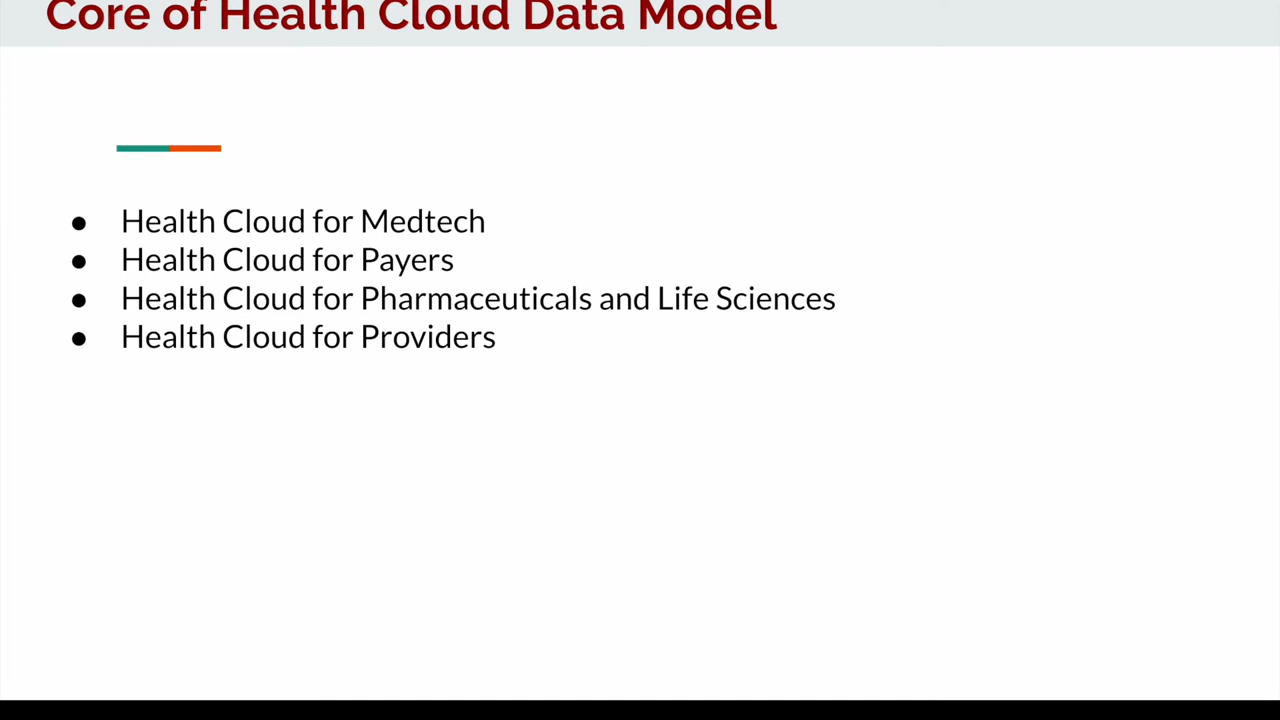 Core of Health Cloud Data Model
● Health Cloud for Medtech
● Health Cloud for Payers
● Health Cloud for Pharmaceuticals and Life Sciences
● Health Cloud for Providers